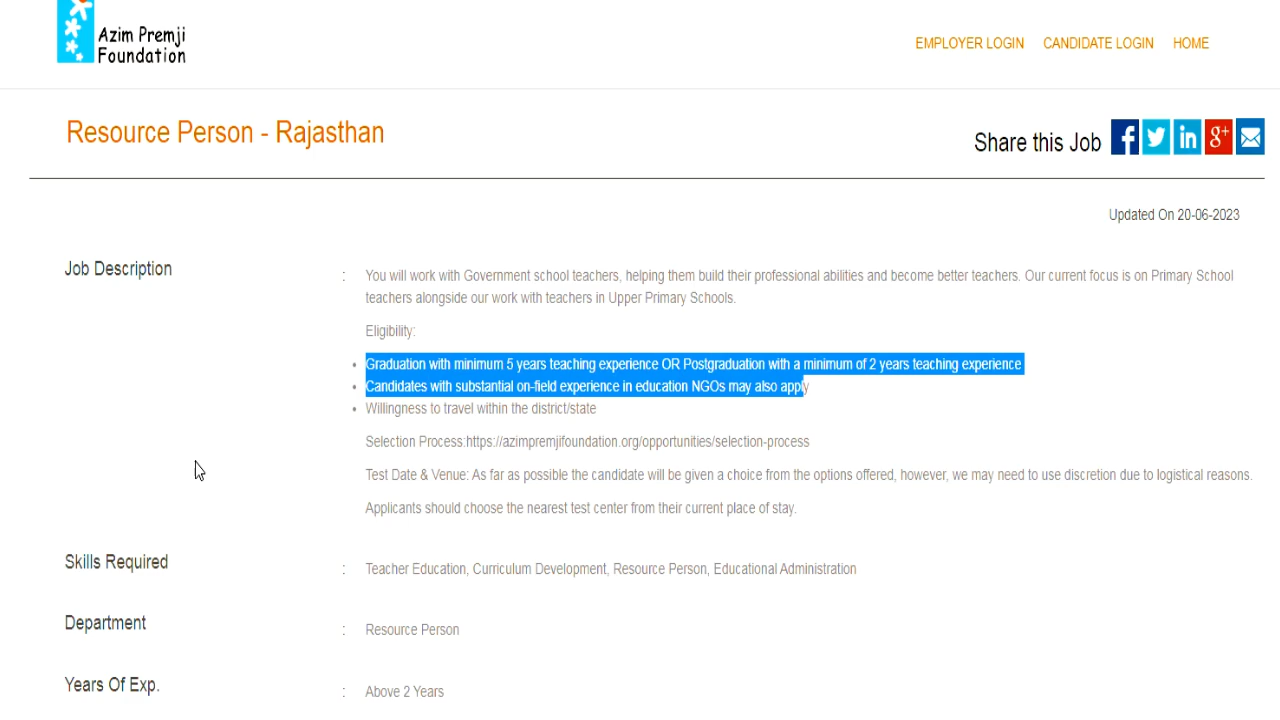 Azim Premji
Foundation
EMPLOYER LOGIN CANDIDATE LOGIN HOME
Resource Person - Rajasthan
Share this Job
Updated On 20-06-2023
Job Description : You will work with Government school teachers, helping them build their professional abilities and become better teachers. Our current focus is on Primary School
teachers alongside our work with teachers in Upper Primary Schools.
Eligibility:
• Graduation with minimum 5 years teaching experience OR Postgraduation with a minimum of 2 years teaching experience
• Candidates with substantial on-field experience in education NGOs may also apply
• Willingness to travel within the district/state
Selection Process:https://azimpremjifoundation.org/opportunities/selection-process
Test Date & Venue: As far as possible the candidate will be given a choice from the options offered, however, we may need to use discretion due to logistical reasons.
Applicants should choose the nearest test center from their current place of stay.
Skills Required : Teacher Education, Curriculum Development, Resource Person, Educational Administration
Department : Resource Person
Years Of Exp. : Above 2 Years